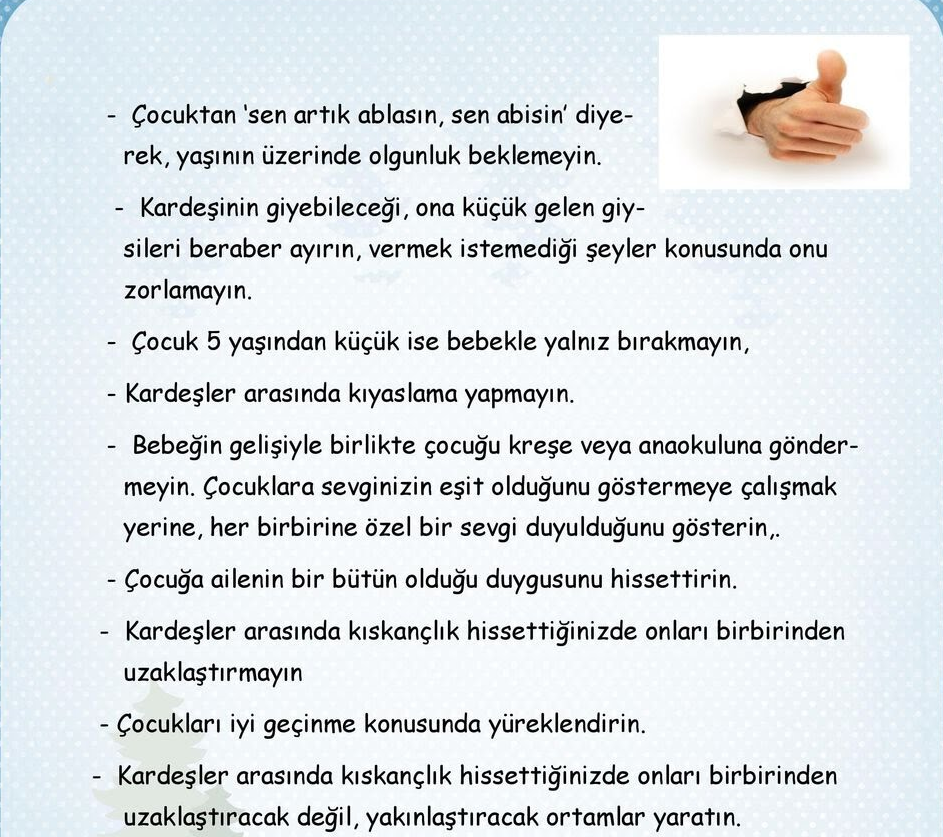 - Çocuktan ‘sen artık ablasın, sen abisin’ diye-
rek, yaşının üzerinde olgunluk beklemeyin.
- Kardeşinin giyebileceği, ona küçük gelen giy-
sileri beraber ayırın, vermek istemediği şeyler konusunda onu
zorlamayın.
- Çocuk 5 yaşından küçük ise bebekle yalnız bırakmayın,
- Kardeşler arasında kıyaslama yapmayın.
- Bebeğin gelişiyle birlikte çocuğu kreşe veya anaokuluna gönder-
meyin. Çocuklara sevginizin eşit olduğunu göstermeye çalışmak
yerine, her birbirine özel bir sevgi duyulduğunu gösterin,.
- Çocuğa ailenin bir bütün olduğu duygusunu hissettirin.
- Kardeşler arasında kıskançlık hissettiğinizde onları birbirinden
uzaklaştırmayın
- Çocukları iyi geçinme konusunda yüreklendirin.
- Kardeşler arasında kıskançlık hissettiğinizde onları birbirinden
uzaklaştıracak değil, yakınlaştıracak ortamlar yaratın.